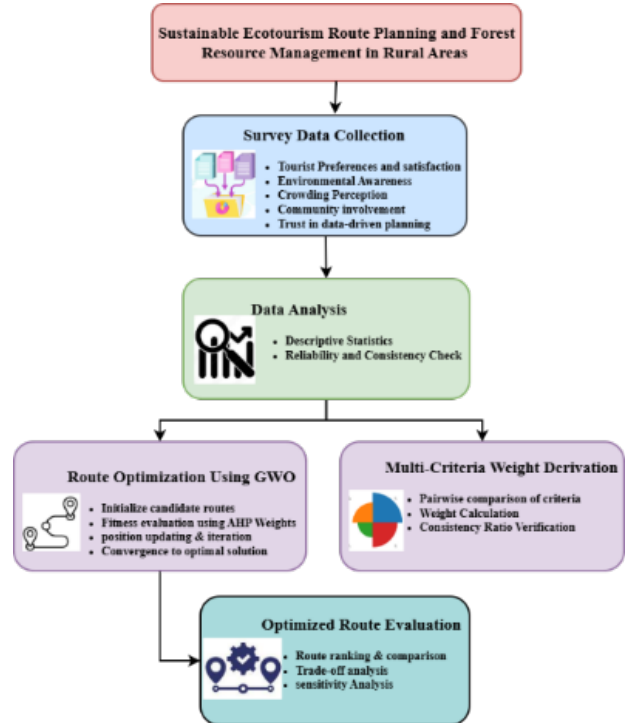 Sustainable Ecotourism Route Planning and Forest
Resource Management in Rural Areas
Survey Data Collection
• Tourist Preferences and satisfaction
• Environmental Awareness
• Crowding Perception
• Community involvement
• Trust in data-driven planning
Data Analysis
• Descriptive Statistics
• Reliability and Consistency Check
Route Optimization Using GWO
• Initialize candidate routes
• Fitness evaluation using AHP Weights
• position updating & iteration
• Convergence to optimal solution
Multi-Criteria Weight Derivation
• Pairwise comparison of criteria
• Weight Calculation
• Consistency Ratio Verification
Optimized Route Evaluation
• Route ranking & comparison
• Trade-off analysis
• sensitivity Analysis